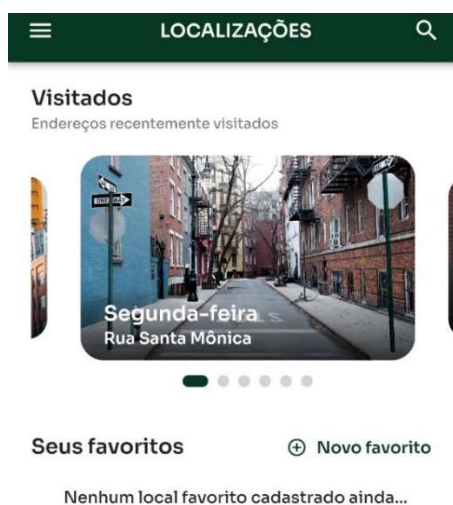 LOCALIZAÇÕES
Visitados
Endereços recentemente visitados
ONE WAY
Segunda-feira
Rua Santa Mônica
Seus favoritos
Novo favorito
Nenhum local favorito cadastrado ainda...